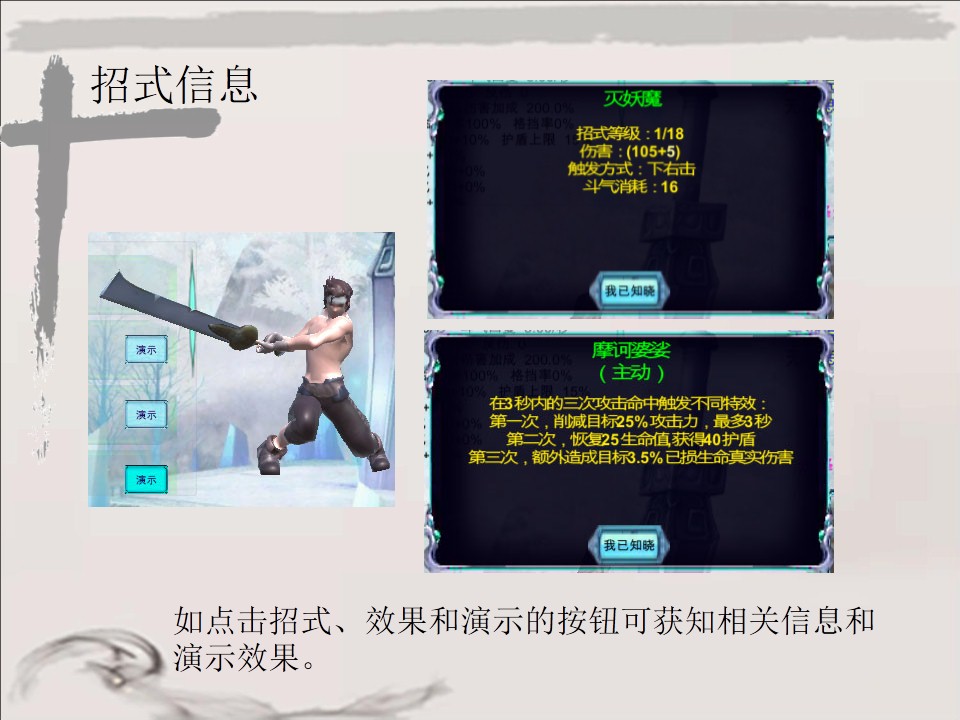 招式信息
灭妖魔
招式等级：1/18
伤害：(105+5)
触发方式：下右击
斗气消耗：16
我已知晓
演示
演示
演示
摩诃婆娑
（主动）
在3秒内的三次攻击命中触发不同特效：
第一次，削减目标25%攻击力，最多3秒
第二次，恢复25生命值,获得40护盾
第三次，额外造成目标3.5%已损生命真实伤害
我已知晓
如点击招式、效果和演示的按钮可获知相关信息和
演示效果。